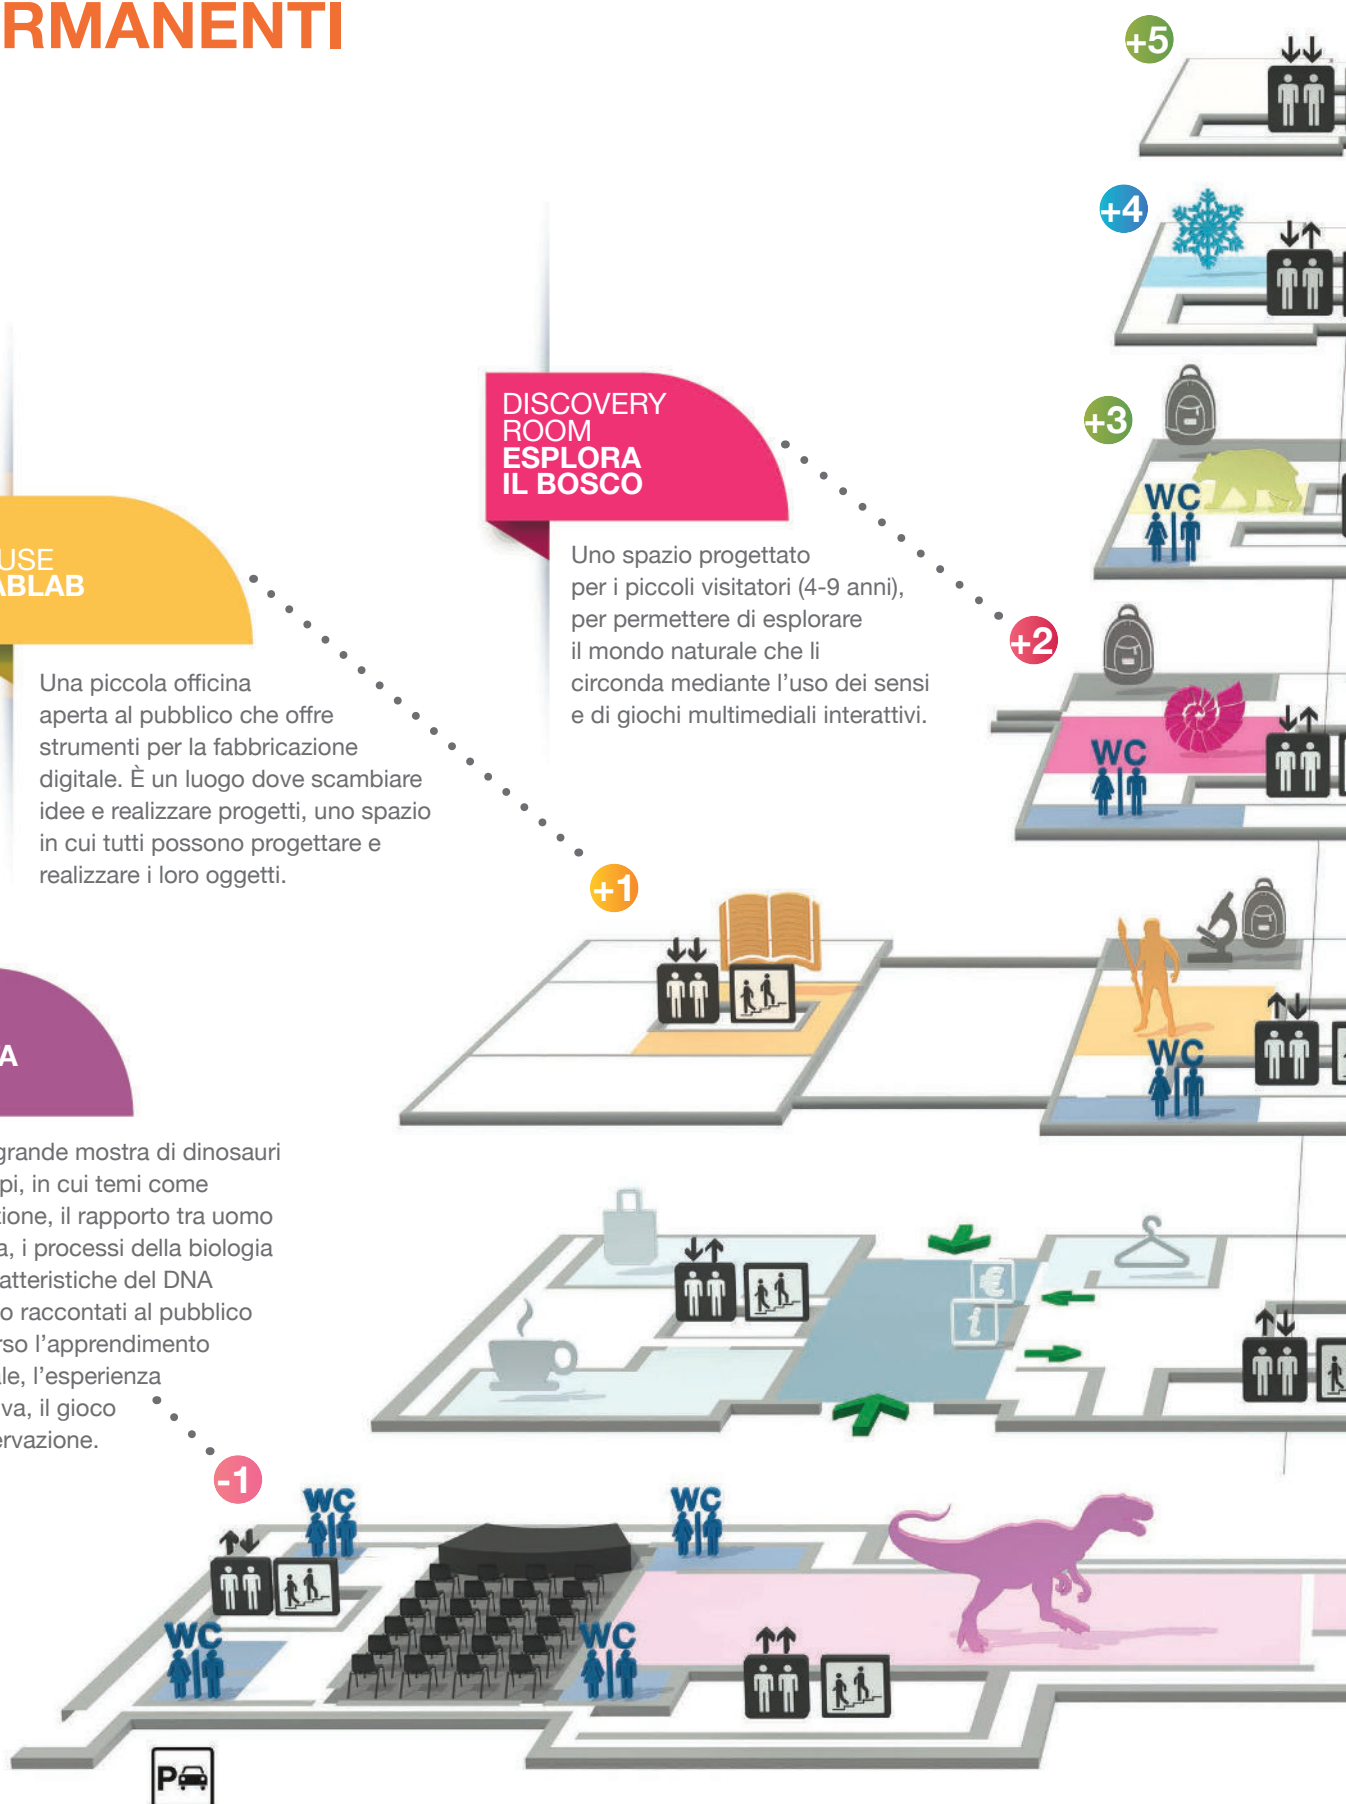 RMANENTI
+5
+4
DISCOVERY
ROOM
ESPLORA
IL BOSCO
+3
WC
USE
ABLAB
Uno spazio progettato
per i piccoli visitatori (4-9 anni),
per permettere di esplorare
il mondo naturale che li
circonda mediante l'uso dei sensi
e di giochi multimediali interattivi.
+2
WC
Una piccola officina
aperta al pubblico che offre
strumenti per la fabbricazione
digitale. È un luogo dove scambiare
idee e realizzare progetti, uno spazio
in cui tutti possono progettare e
realizzare i loro oggetti.
+1
WC
A
grande mostra di dinosauri
pi, in cui temi come
zione, il rapporto tra uomo
a, i processi della biologia
atteristiche del DNA
o raccontati al pubblico
rso l'apprendimento
ale, l'esperienza
va, il gioco
ervazione.
€
i
-1
WC
WC
WC
WC
P